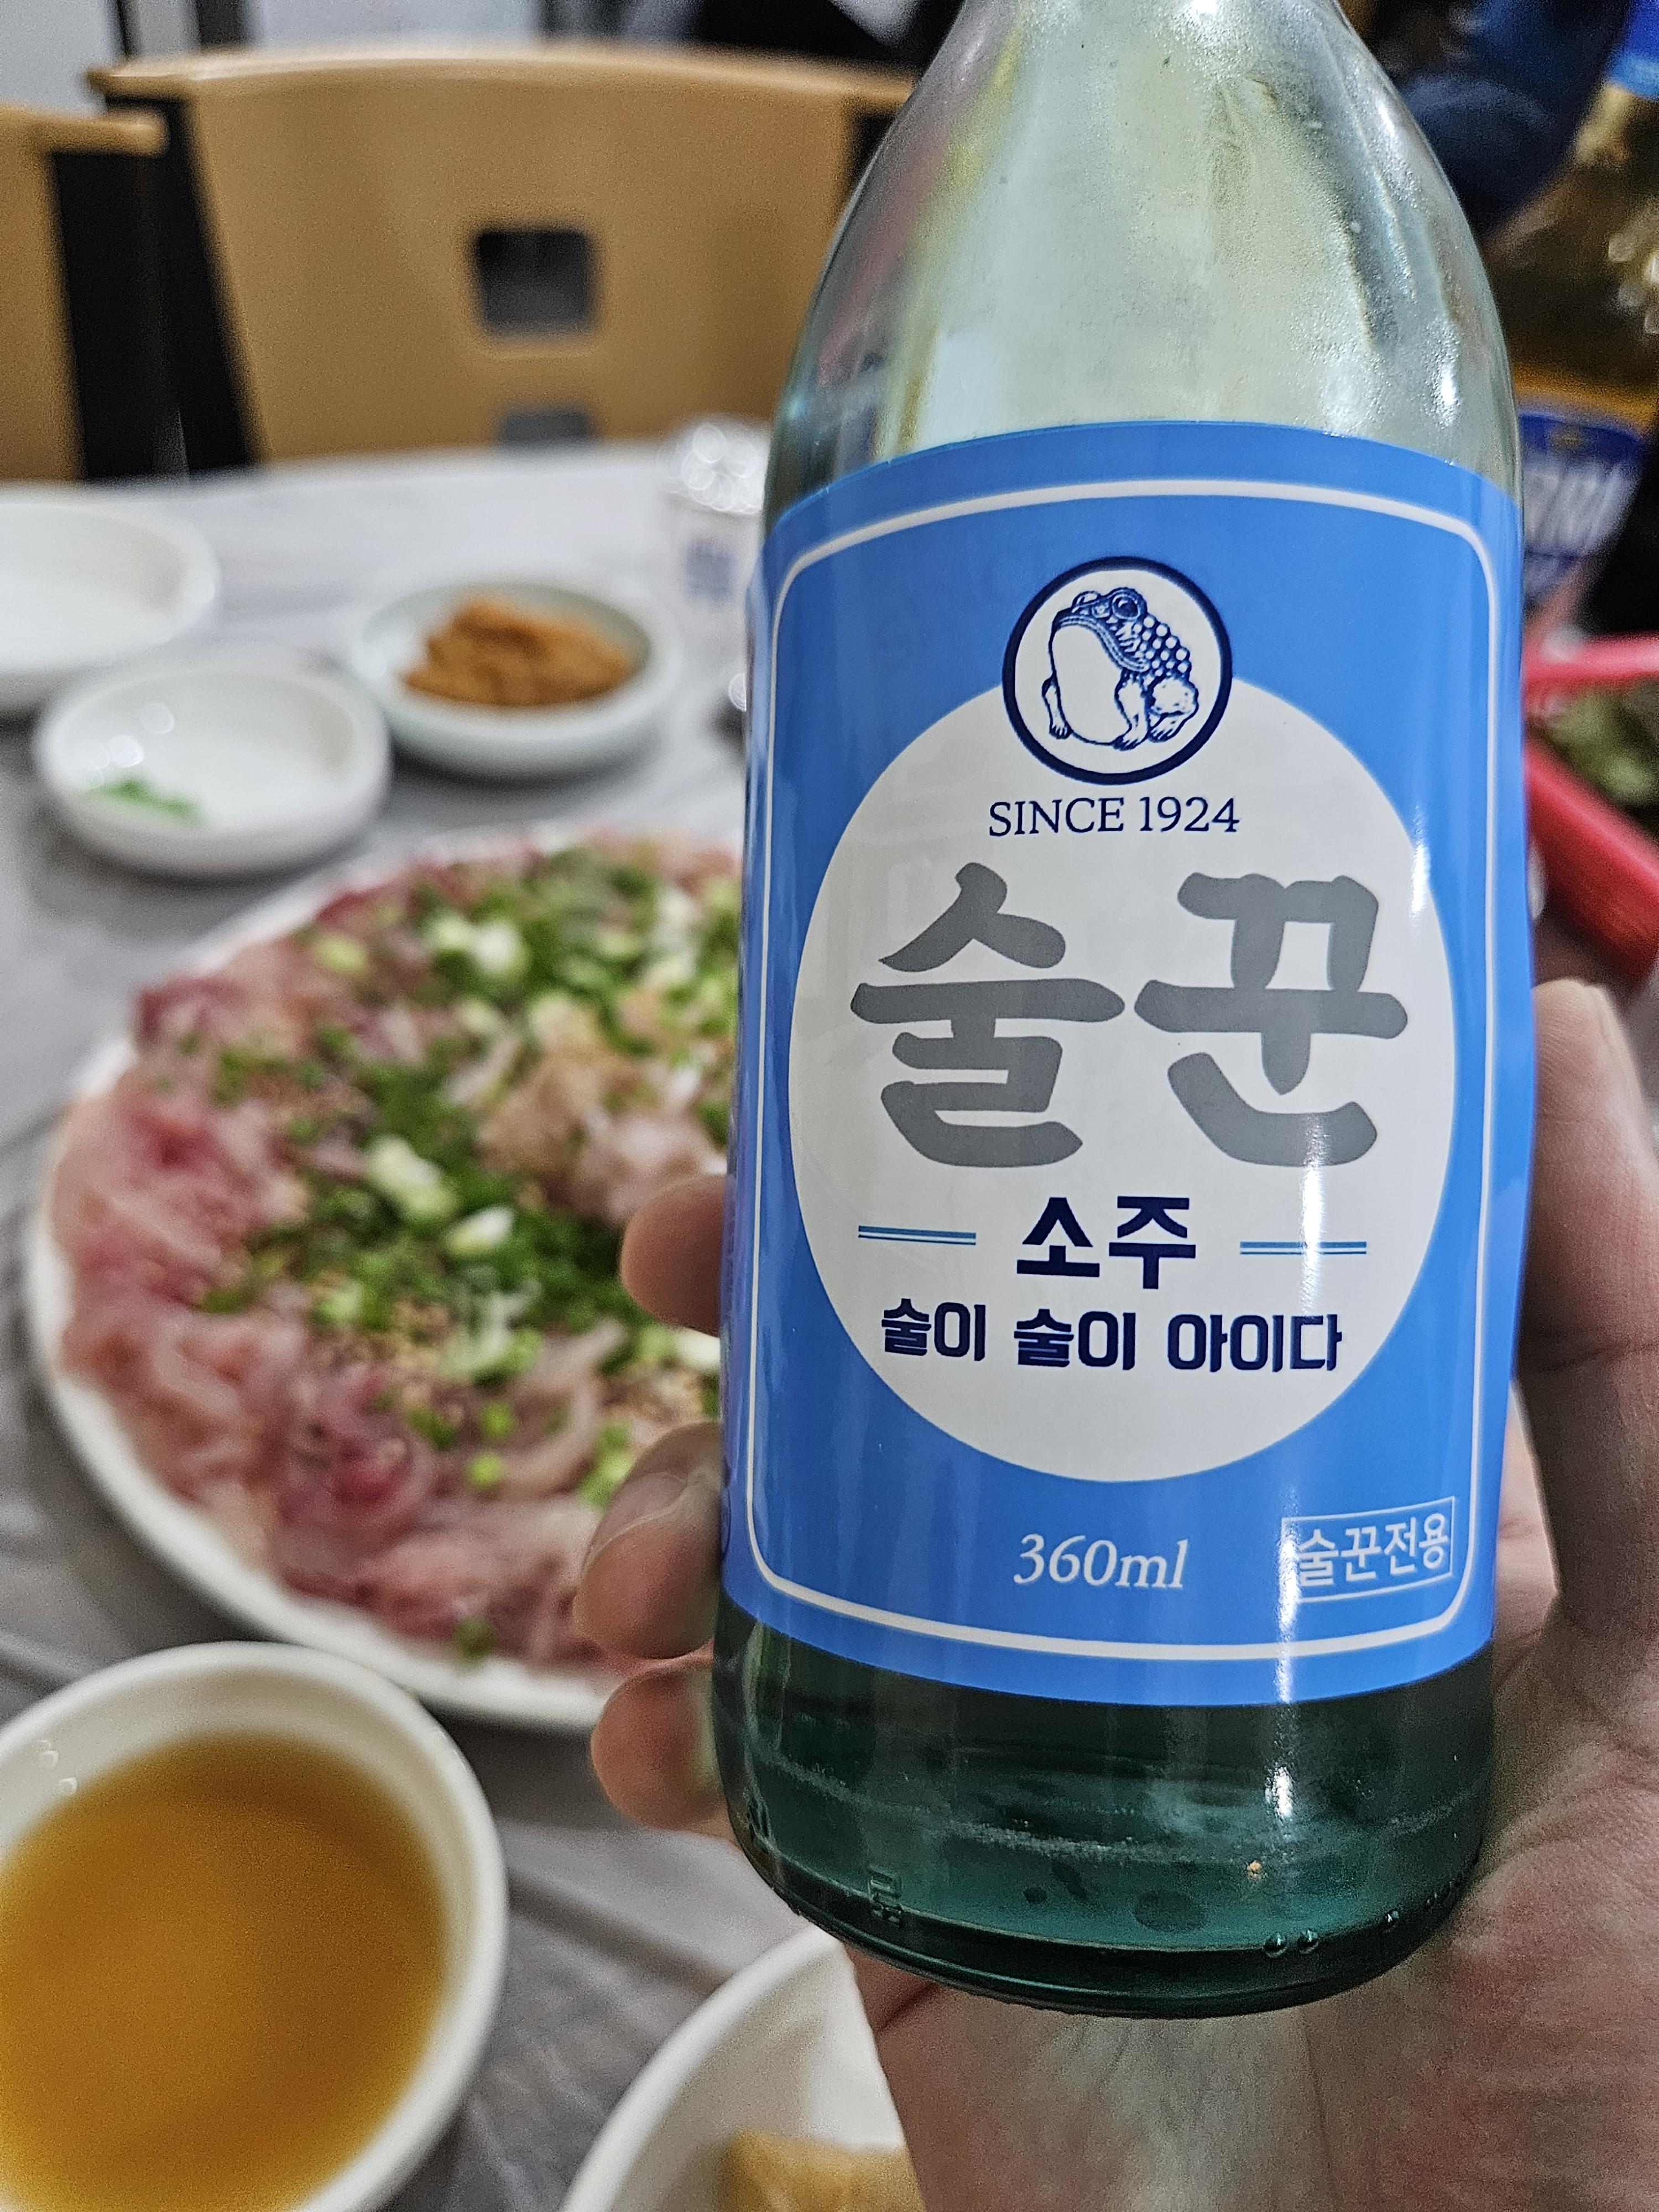 SINCE 1924
술꾼
소주
술이 술이 아이다
360ml
술꾼전용